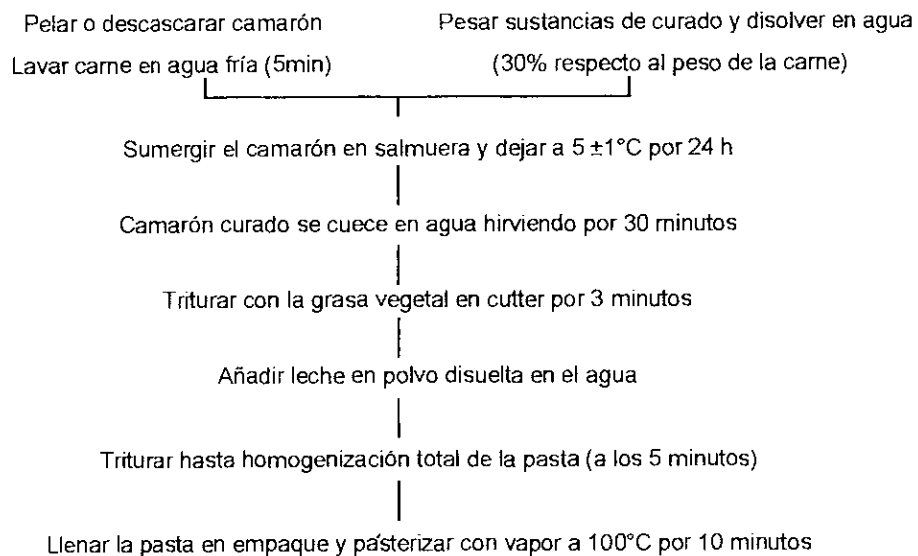 Pelar o descascarar camarón
Lavar carne en agua fría (5min)
Pesar sustancias de curado y disolver en agua
(30% respecto al peso de la carne)
Sumergir el camarón en salmuera y dejar a 5 ±1°C por 24 h
Camarón curado se cuece en agua hirviendo por 30 minutos
Triturar con la grasa vegetal en cutter por 3 minutos
Añadir leche en polvo disuelta en el agua
Triturar hasta homogenización total de la pasta (a los 5 minutos)
Llenar la pasta en empaque y pasterizar con vapor a 100°C por 10 minutos